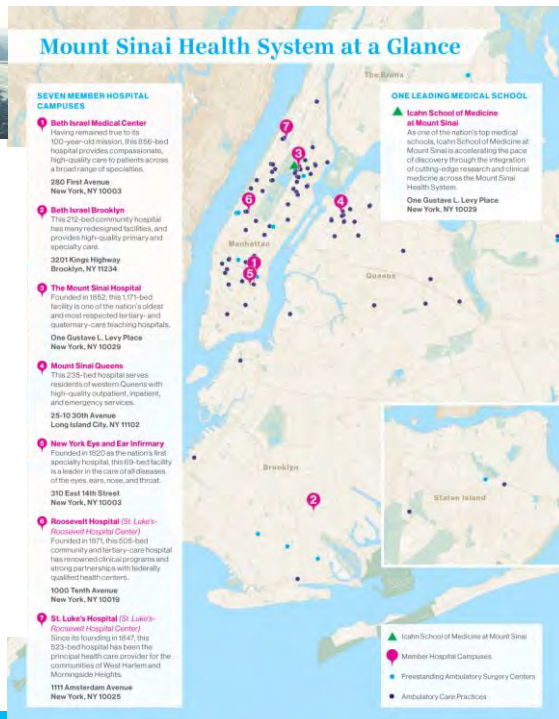 Mount Sinai Health System at a Glance
SEVEN MEMBER HOSPITAL
CAMPUSES
1 Beth Israel Medical Center
Having remained true to its
100-year-old mission, this 856-bed
hospital provides compassionate,
high-quality care to patients across
a broad range of specialties.
280 First Avenue
New York, NY 10003
2 Beth Israel Brooklyn
This 212-bed community hospital
has many redesigned facilities, and
provides high-quality primary and
specialty care.
3201 Kings Highway
Brooklyn, NY 11234
3 The Mount Sinai Hospital
Founded in 1852, this 1,171-bed
facility is one of the nation's oldest
and most respected tertiary- and
quaternary-care teaching hospitals.
One Gustave L. Levy Place
New York, NY 10029
4 Mount Sinai Queens
This 235-bed hospital serves
residents of western Queens with
high-quality outpatient, inpatient,
and emergency services.
25-10 30th Avenue
Long Island City, NY 11102
5 New York Eye and Ear Infirmary
Founded in 1820 as the nation's first
specialty hospital, this 69-bed facility
is a leader in the care of all diseases
of the eyes, ears, nose, and throat.
310 East 14th Street
New York, NY 10003
6 Roosevelt Hospital (St. Luke's-
Roosevelt Hospital Center)
Founded in 1871, this 505-bed
community and tertiary-care hospital
has renowned clinical programs and
strong partnerships with federally
qualified health centers.
1000 Tenth Avenue
New York, NY 10019
7 St. Luke's Hospital (St. Luke's-
Roosevelt Hospital Center)
Since its founding in 1847, this
523-bed hospital has been the
principal health care provider for the
communities of West Harlem and
Morningside Heights.
1111 Amsterdam Avenue
New York, NY 10025
ONE LEADING MEDICAL SCHOOL
Icahn School of Medicine
at Mount Sinai
As one of the nation's top medical
schools, Icahn School of Medicine at
Mount Sinai is accelerating the pace
of discovery through the integration
of cutting-edge research and clinical
medicine across the Mount Sinai
Health System.
One Gustave L. Levy Place
New York, NY 10029
The Bronx
7
3
6
4
Manhattan
1
5
Queens
Brooklyn
2
Staten Island
Icahn School of Medicine at Mount Sinai
Member Hospital Campuses
Freestanding Ambulatory Surgery Centers
Ambulatory Care Practices